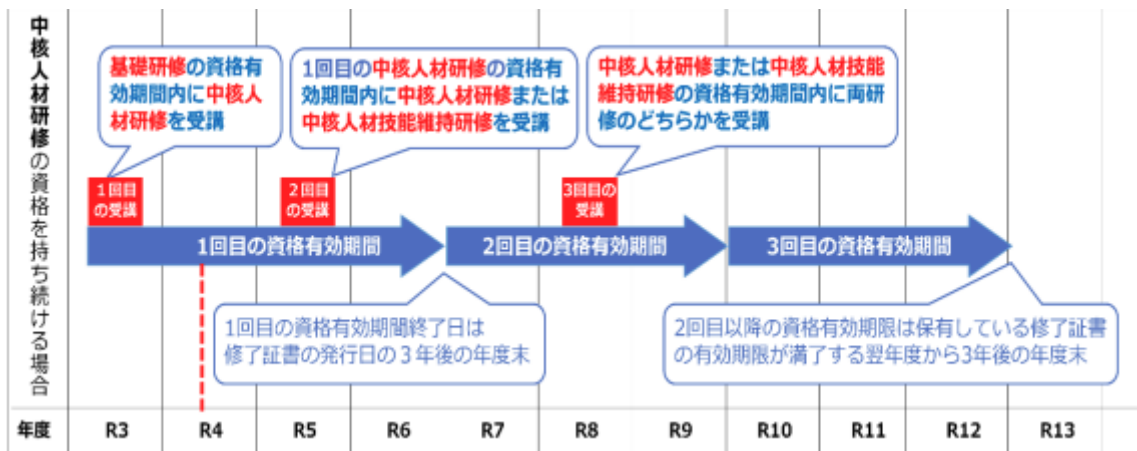 中核人材研修の資格を持ち続ける場合
基礎研修の資格有
効期間内に中核人
材研修を受講
1回目の中核人材研修の資格有
効期間内に中核人材研修または
中核人材技能維持研修を受講
中核人材研修または中核人材技能
維持研修の資格有効期間内に両研
修のどちらかを受講
1回目
の受講
2回目
の受講
3回目の
受講
1回目の資格有効期間
2回目の資格有効期間
3回目の資格有効期間
1回目の資格有効期間終了日は
修了証書の発行日の3年後の年度末
2回目以降の資格有効期限は保有している修了証書
の有効期限が満了する翌年度から3年後の年度末
年度 R3 R4 R5 R6 R7 R8 R9 R10 R11 R12 R13